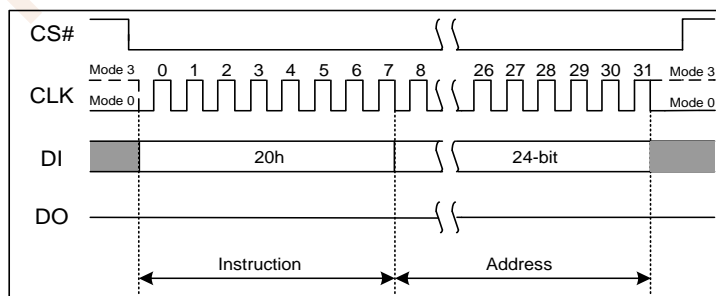 CS#
Mode 3 0 1 2 3 4 5 6 7 8 26 27 28 29 30 31 Mode 3
CLK
Mode 0 Mode 0
DI 20h 24-bit
DO
Instruction Address